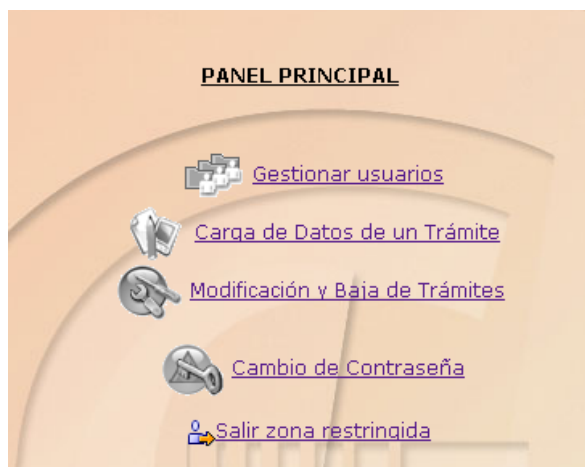 PANEL PRINCIPAL
Gestionar usuarios
Carga de Datos de un Trámite
Modificación y Baja de Trámites
Cambio de Contraseña
Salir zona restringida